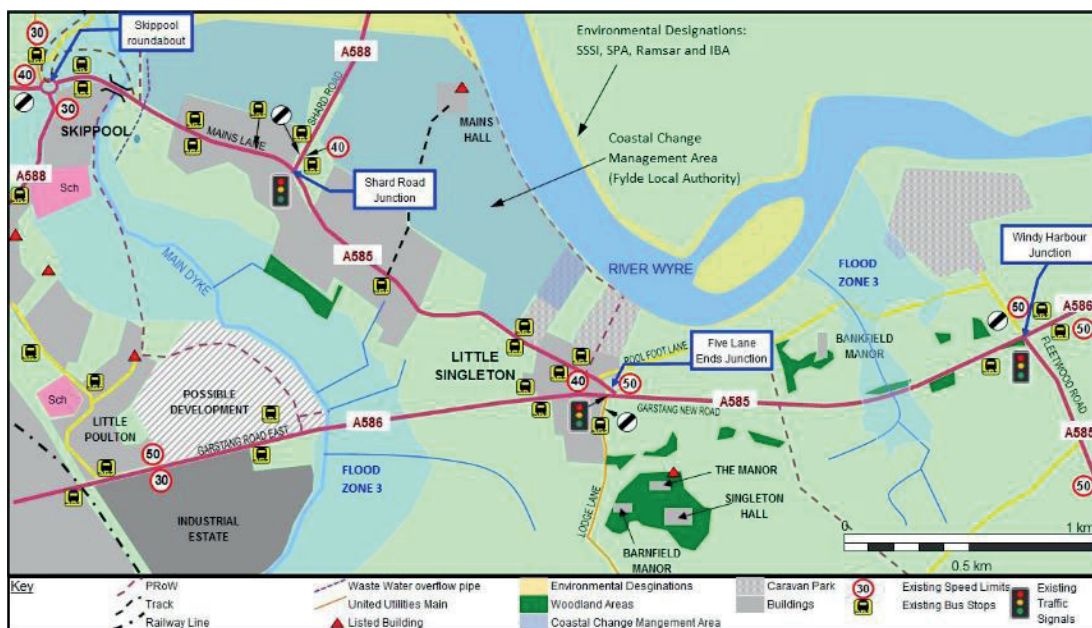 30
Skippool
roundabout
40
30
SKIPPOOL
A588
Sch
MAINS LANE
A588
SHARD ROAD
40
Shard Road
Junction
MAINS
HALL
Environmental Designations:
SSSI, SPA, Ramsar and IBA
Coastal Change
Management Area
(Fylde Local Authority)
MAIN DYKE
A585
RIVER WYRE
FLOOD
ZONE 3
Windy Harbour
Junction
50
A586
50
LITTLE
SINGLETON
POOL FOOT LANE
Five Lane
Ends Junction
BANKFIELD
MANOR
40
50
FLEETWOOD ROAD
A585
50
Sch
LITTLE
POULTON
POSSIBLE
DEVELOPMENT
GARSTANG ROAD EAST
A586
GARSTANG NEW ROAD
A585
50
30
FLOOD
ZONE 3
INDUSTRIAL
ESTATE
LODGE LANE
THE MANOR
SINGLETON
HALL
BARNFIELD
MANOR
0
1 km
0.5 km
Key
PRoW
Track
Railway Line
Waste Water overflow pipe
United Utilities Main
Listed Building
Environmental Desginations
Woodland Areas
Coastal Change Mangement Area
Caravan Park
Buildings
30
Existing Speed Limits
Existing Bus Stops
Existing
Traffic
Signals